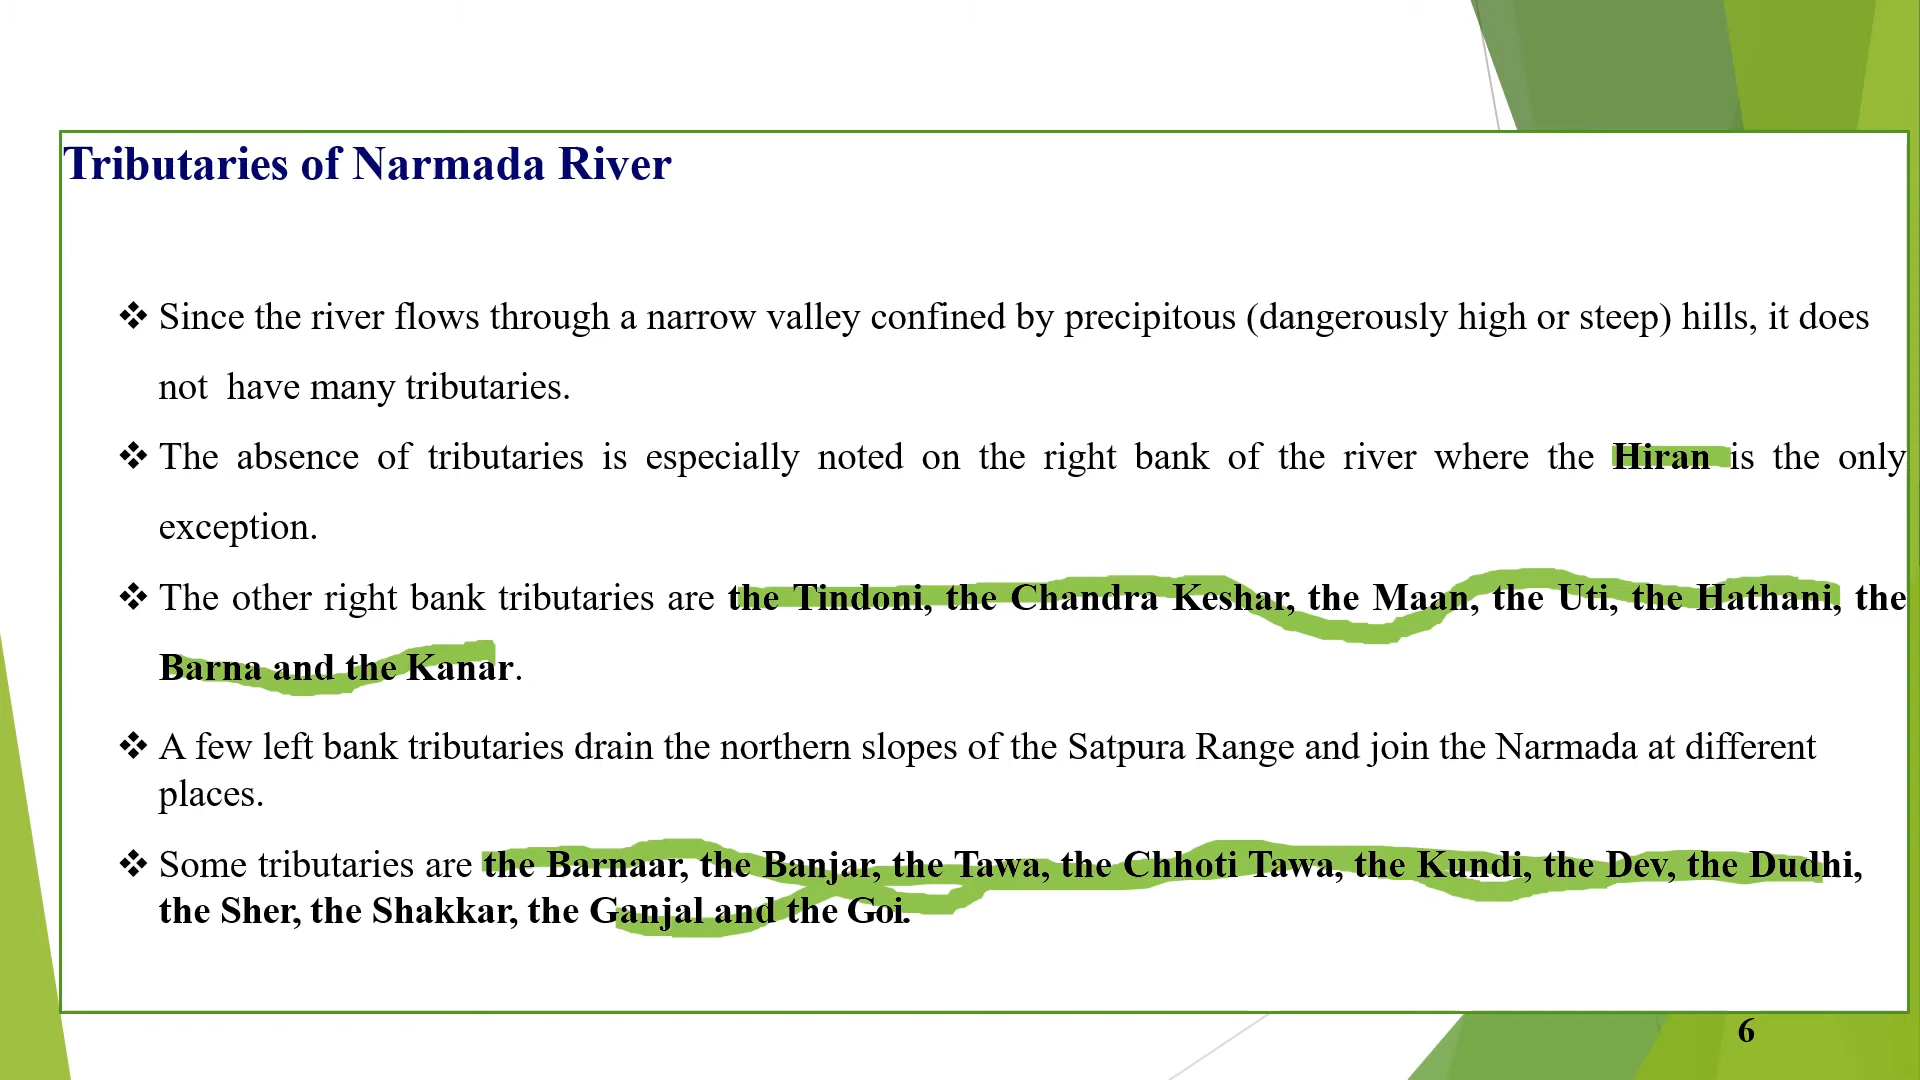 Tributaries of Narmada River
❖ Since the river flows through a narrow valley confined by precipitous (dangerously high or steep) hills, it does
not have many tributaries.
❖ The absence of tributaries is especially noted on the right bank of the river where the Hiran is the only
exception.
❖ The other right bank tributaries are the Tindoni, the Chandra Keshar, the Maan, the Uti, the Hathani, the
Barna and the Kanar.
❖ A few left bank tributaries drain the northern slopes of the Satpura Range and join the Narmada at different
places.
❖ Some tributaries are the Barnaar, the Banjar, the Tawa, the Chhoti Tawa, the Kundi, the Dev, the Dudhi,
the Sher, the Shakkar, the Ganjal and the Goi.
6